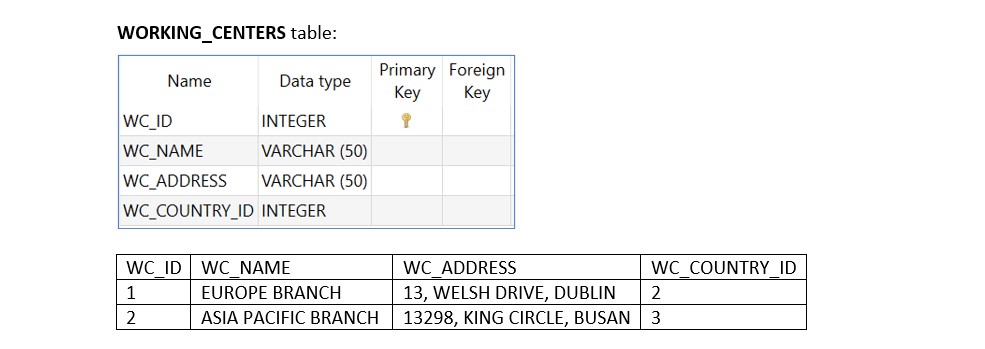 WORKING_CENTERS table:
Name Data type Primary Key Foreign Key
WC_ID INTEGER
WC_NAME VARCHAR (50)
WC_ADDRESS VARCHAR (50)
WC_COUNTRY_ID INTEGER
WC_ID WC_NAME WC_ADDRESS WC_COUNTRY_ID
1 EUROPE BRANCH 13, WELSH DRIVE, DUBLIN 2
2 ASIA PACIFIC BRANCH 13298, KING CIRCLE, BUSAN 3